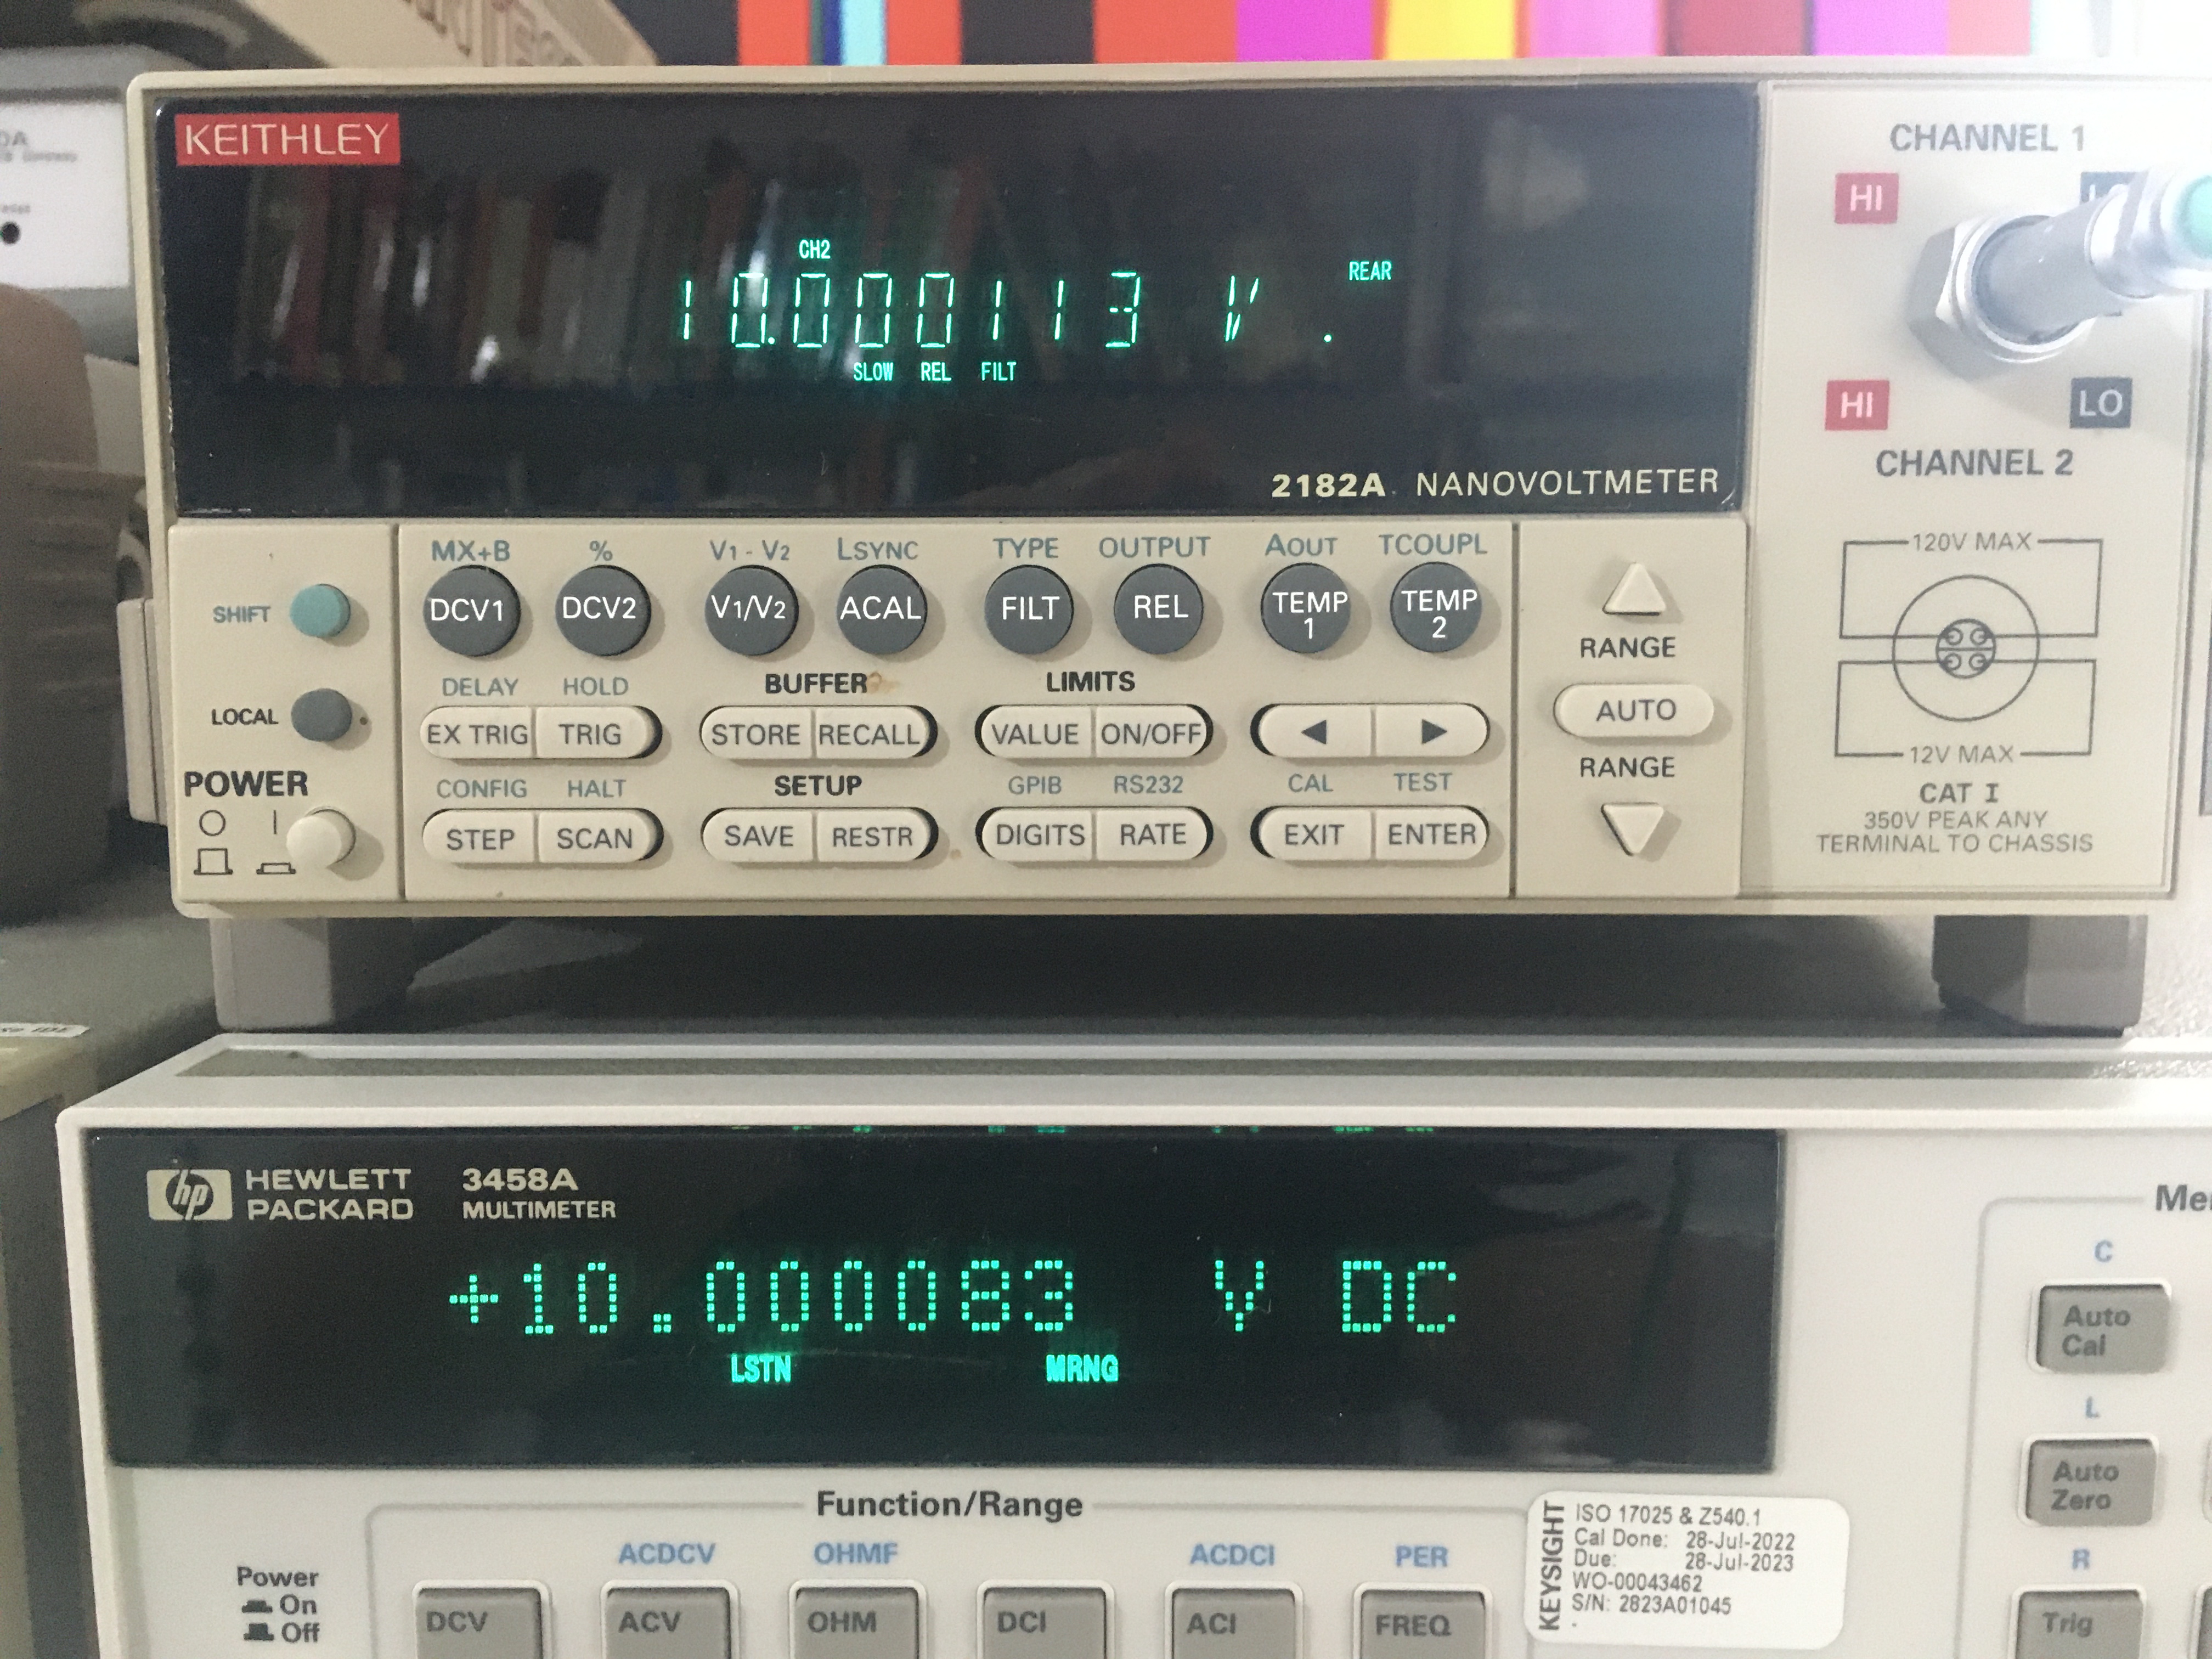 KEITHLEY
CH2
REAR
10.000113 V .
SLOW REL FILT
2182A NANOVOLTMETER
CHANNEL 1
HI
HI LO
CHANNEL 2
120V MAX
12V MAX
CAT I
350V PEAK ANY
TERMINAL TO CHASSIS
MX+B % V1 - V2 LSYNC TYPE OUTPUT AOUT TCOUPL
SHIFT DCV1 DCV2 V1/V2 ACAL FILT REL TEMP 1 TEMP 2
RANGE
DELAY HOLD BUFFER LIMITS
LOCAL EX TRIG TRIG STORE RECALL VALUE ON/OFF ◀ ▶ AUTO
POWER CONFIG HALT SETUP GPIB RS232 CAL TEST RANGE
STEP SCAN SAVE RESTR DIGITS RATE EXIT ENTER
hp HEWLETT PACKARD
3458A
MULTIMETER
+10.000083 V DC
LSTN MRNG
C
Auto
Cal
L
Auto
Zero
R
Trig
Function/Range
ACDCV OHMF ACDCI PER
Power
On
Off
DCV ACV OHM DCI ACI FREQ
KEYSIGHT
ISO 17025 & Z540.1
Cal Done: 28-Jul-2022
Due: 28-Jul-2023
WO-00043462
S/N: 2823A01045